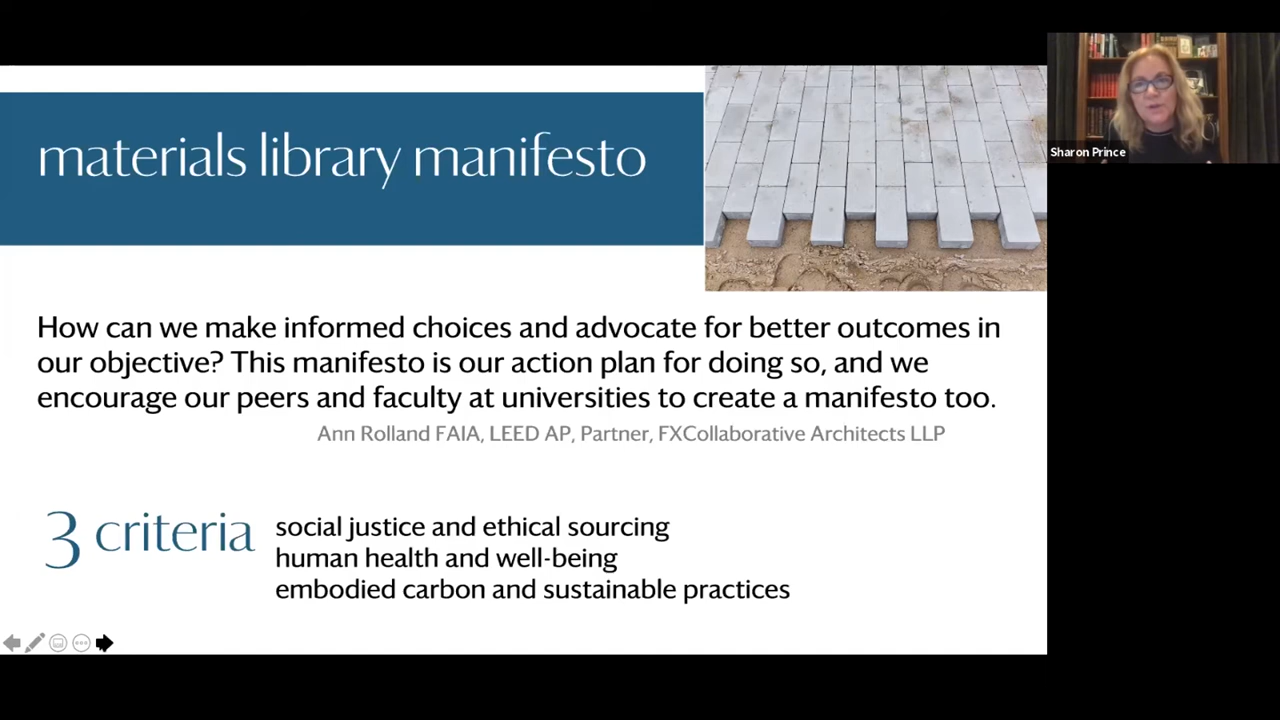 materials library manifesto
Sharon Prince
How can we make informed choices and advocate for better outcomes in
our objective? This manifesto is our action plan for doing so, and we
encourage our peers and faculty at universities to create a manifesto too.
Ann Rolland FAIA, LEED AP, Partner, FXCollaborative Architects LLP
3 criteria
social justice and ethical sourcing
human health and well-being
embodied carbon and sustainable practices